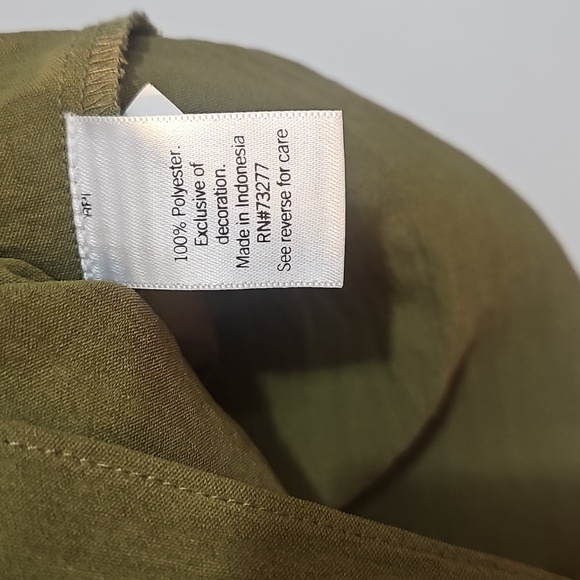 100% Polyester.
Exclusive of
decoration.
Made in Indonesia
RN#73277
See reverse for care